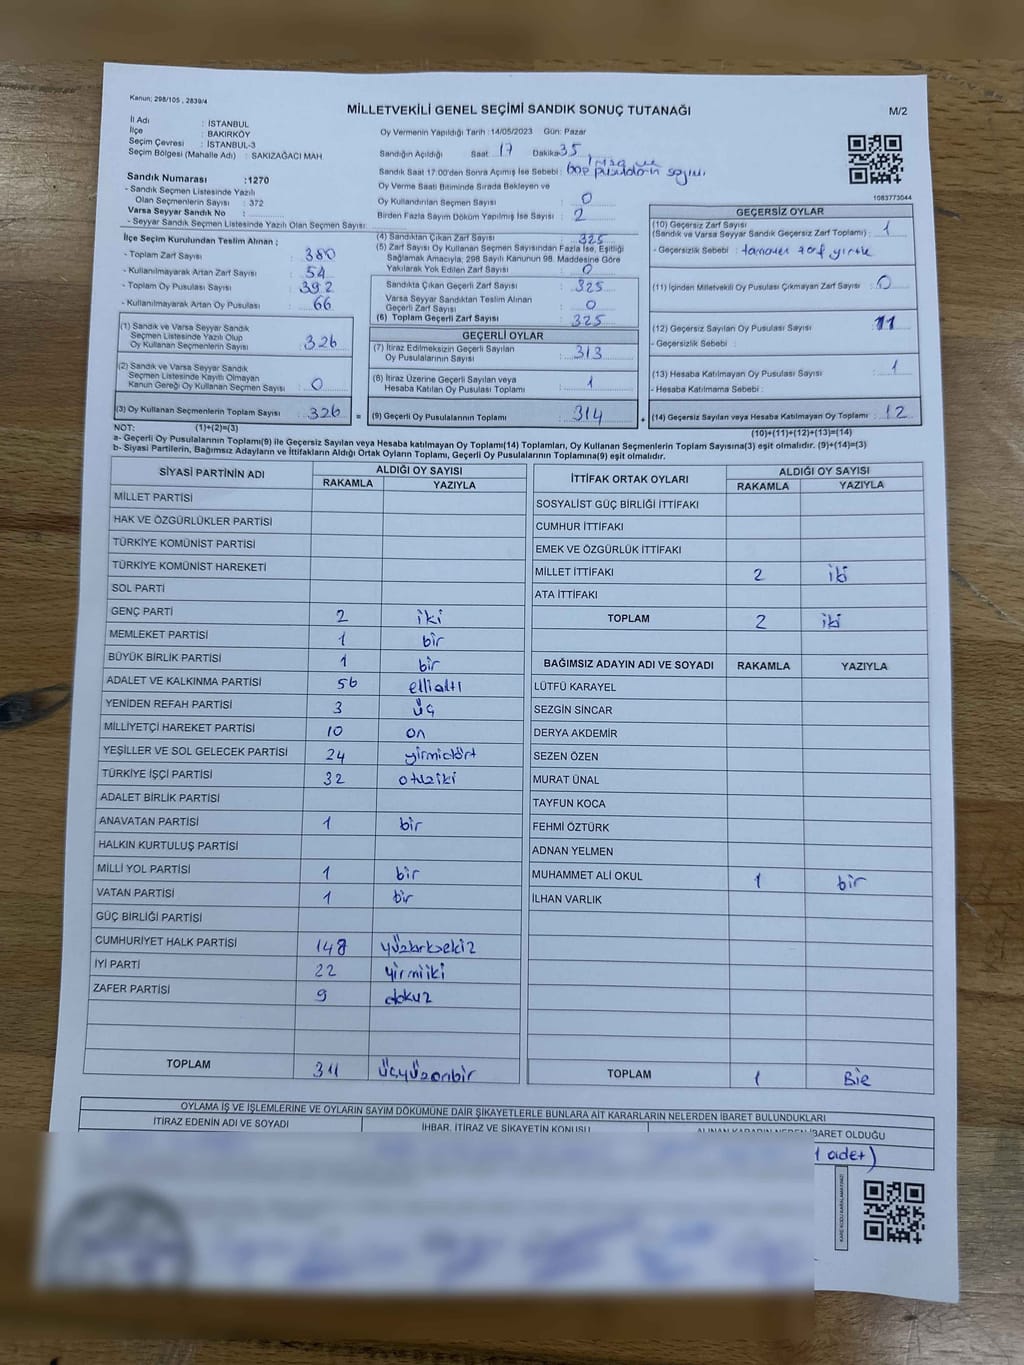 Kanun; 298/105 , 2839/4
MİLLETVEKİLİ GENEL SEÇİMİ SANDIK SONUÇ TUTANAĞI
M/2
İl Adı : İSTANBUL
İlçe : BAKIRKÖY
Seçim Çevresi : İSTANBUL-3
Seçim Bölgesi (Mahalle Adı) : SAKIZAĞACI MAH
Sandık Numarası :1270
- Sandık Seçmen Listesinde Yazılı
Olan Seçmenlerin Sayısı : 372
Varsa Seyyar Sandık No :
- Seyyar Sandık Seçmen Listesinde Yazılı Olan Seçmen Sayısı:
Oy Vermenin Yapıldığı Tarih : 14/05/2023 Gün: Pazar
Sandığın Açıldığı Saat 17 Dakika 35
Sandık Saat 17:00'den Sonra Açımış İse Sebebi : imza ve
boş pusulaların sayımı
Oy Verme Saati Bitiminde Sırada Bekleyen ve
Oy Kullandırılan Seçmen Sayısı : 0
Birden Fazla Sayım Döküm Yapılmış İse Sayısı : 2
1083773044
İlçe Seçim Kurulundan Teslim Alınan ;
- Toplam Zarf Sayısı : 380
- Kullanılmayarak Artan Zarf Sayısı : 54
- Toplam Oy Pusulası Sayısı : 392
- Kullanılmayarak Artan Oy Pusulası : 66
(1) Sandık ve Varsa Seyyar Sandık
Seçmen Listesinde Yazılı Olup
Oy Kullanan Seçmenlerin Sayısı : 326
(2) Sandık ve Varsa Seyyar Sandık
Seçmen Listesinde Kayıtlı Olmayan
Kanun Gereği Oy Kullanan Seçmen Sayısı : 0
(3) Oy Kullanan Seçmenlerin Toplam Sayısı : 326
(4) Sandıktan Çıkan Zarf Sayısı : 325
(5) Zarf Sayısı Oy Kullanan Seçmen Sayısından Fazla İse, Eşitliği
Sağlamak Amacıyla; 298 Sayılı Kanunun 98. Maddesine Göre
Yakılarak Yok Edilen Zarf Sayısı : 0
Sandıkta Çıkan Geçerli Zarf Sayısı : 325
Varsa Seyyar Sandıktan Teslim Alınan
Geçerli Zarf Sayısı : 0
(6) Toplam Geçerli Zarf Sayısı : 325
GEÇERLİ OYLAR
(7) İtiraz Edilmeksizin Geçerli Sayılan
Oy Pusulalarının Sayısı : 313
(8) İtiraz Üzerine Geçerli Sayılan veya
Hesaba Katılan Oy Pusulası Toplamı : 1
= (9) Geçerli Oy Pusulalarının Toplamı : 314
GEÇERSİZ OYLAR
(10) Geçersiz Zarf Sayısı
(Sandık ve Varsa Seyyar Sandık Geçersiz Zarf Toplamı) : 1
- Geçersizlik Sebebi : tamamen zarf yırtık
(11) İçinden Milletvekili Oy Pusulası Çıkmayan Zarf Sayısı : 0
(12) Geçersiz Sayılan Oy Pusulası Sayısı : 11
- Geçersizlik Sebebi :
(13) Hesaba Katılmayan Oy Pusulası Sayısı : 1
- Hesaba Katılmama Sebebi :
+ (14) Geçersiz Sayılan veya Hesaba Katılmayan Oy Toplamı : 12
NOT: (1)+(2)=(3)
(10)+(11)+(12)+(13)=(14)
a- Geçerli Oy Pusulalarının Toplamı(9) ile Geçersiz Sayılan veya Hesaba katılmayan Oy Toplamı(14) Toplamları, Oy Kullanan Seçmenlerin Toplam Sayısına(3) eşit olmalıdır. (9)+(14)=(3)
b- Siyasi Partilerin, Bağımsız Adayların ve İttifakların Aldığı Ortak Oyların Toplamı, Geçerli Oy Pusulalarının Toplamına(9) eşit olmalıdır.
SİYASİ PARTİNİN ADI ALDIĞI OY SAYISI
RAKAMLA YAZIYLA
MİLLET PARTİSİ
HAK VE ÖZGÜRLÜKLER PARTİSİ
TÜRKİYE KOMÜNİST PARTİSİ
TÜRKİYE KOMÜNİST HAREKETİ
SOL PARTİ
GENÇ PARTİ 2 iki
MEMLEKET PARTİSİ 1 bir
BÜYÜK BİRLİK PARTİSİ 1 bir
ADALET VE KALKINMA PARTİSİ 56 ellialtı
YENİDEN REFAH PARTİSİ 3 üç
MİLLİYETÇİ HAREKET PARTİSİ 10 on
YEŞİLLER VE SOL GELECEK PARTİSİ 24 yirmidört
TÜRKİYE İŞÇİ PARTİSİ 32 otuziki
ADALET BİRLİK PARTİSİ
ANAVATAN PARTİSİ 1 bir
HALKIN KURTULUŞ PARTİSİ
MİLLİ YOL PARTİSİ 1 bir
VATAN PARTİSİ 1 bir
GÜÇ BİRLİĞİ PARTİSİ
CUMHURİYET HALK PARTİSİ 148 yüzkırksekiz
İYİ PARTİ 22 yirmiiki
ZAFER PARTİSİ 9 dokuz
TOPLAM 311 üçyüzonbir
İTTİFAK ORTAK OYLARI ALDIĞI OY SAYISI
RAKAMLA YAZIYLA
SOSYALİST GÜÇ BİRLİĞİ İTTİFAKI
CUMHUR İTTİFAKI
EMEK VE ÖZGÜRLÜK İTTİFAKI
MİLLET İTTİFAKI 2 iki
ATA İTTİFAKI
TOPLAM 2 iki
BAĞIMSIZ ADAYIN ADI VE SOYADI RAKAMLA YAZIYLA
LÜTFÜ KARAYEL
SEZGİN SİNCAR
DERYA AKDEMİR
SEZEN ÖZEN
MURAT ÜNAL
TAYFUN KOCA
FEHMİ ÖZTÜRK
ADNAN YELMEN
MUHAMMET ALİ OKUL 1 bir
İLHAN VARLIK
TOPLAM 1 Bir
OYLAMA İŞ VE İŞLEMLERİNE VE OYLARIN SAYIM DÖKÜMÜNE DAİR ŞİKAYETLERLE BUNLARA AİT KARARLARIN NELERDEN İBARET BULUNDUKLARI
İTİRAZ EDENİN ADI VE SOYADI
İHBAR, İTİRAZ VE ŞİKAYETİN KONUSU
ALINAN KARARIN NEDEN İBARET OLDUĞU
1 adet)
KARE KODU KARALAMAYINIZ!